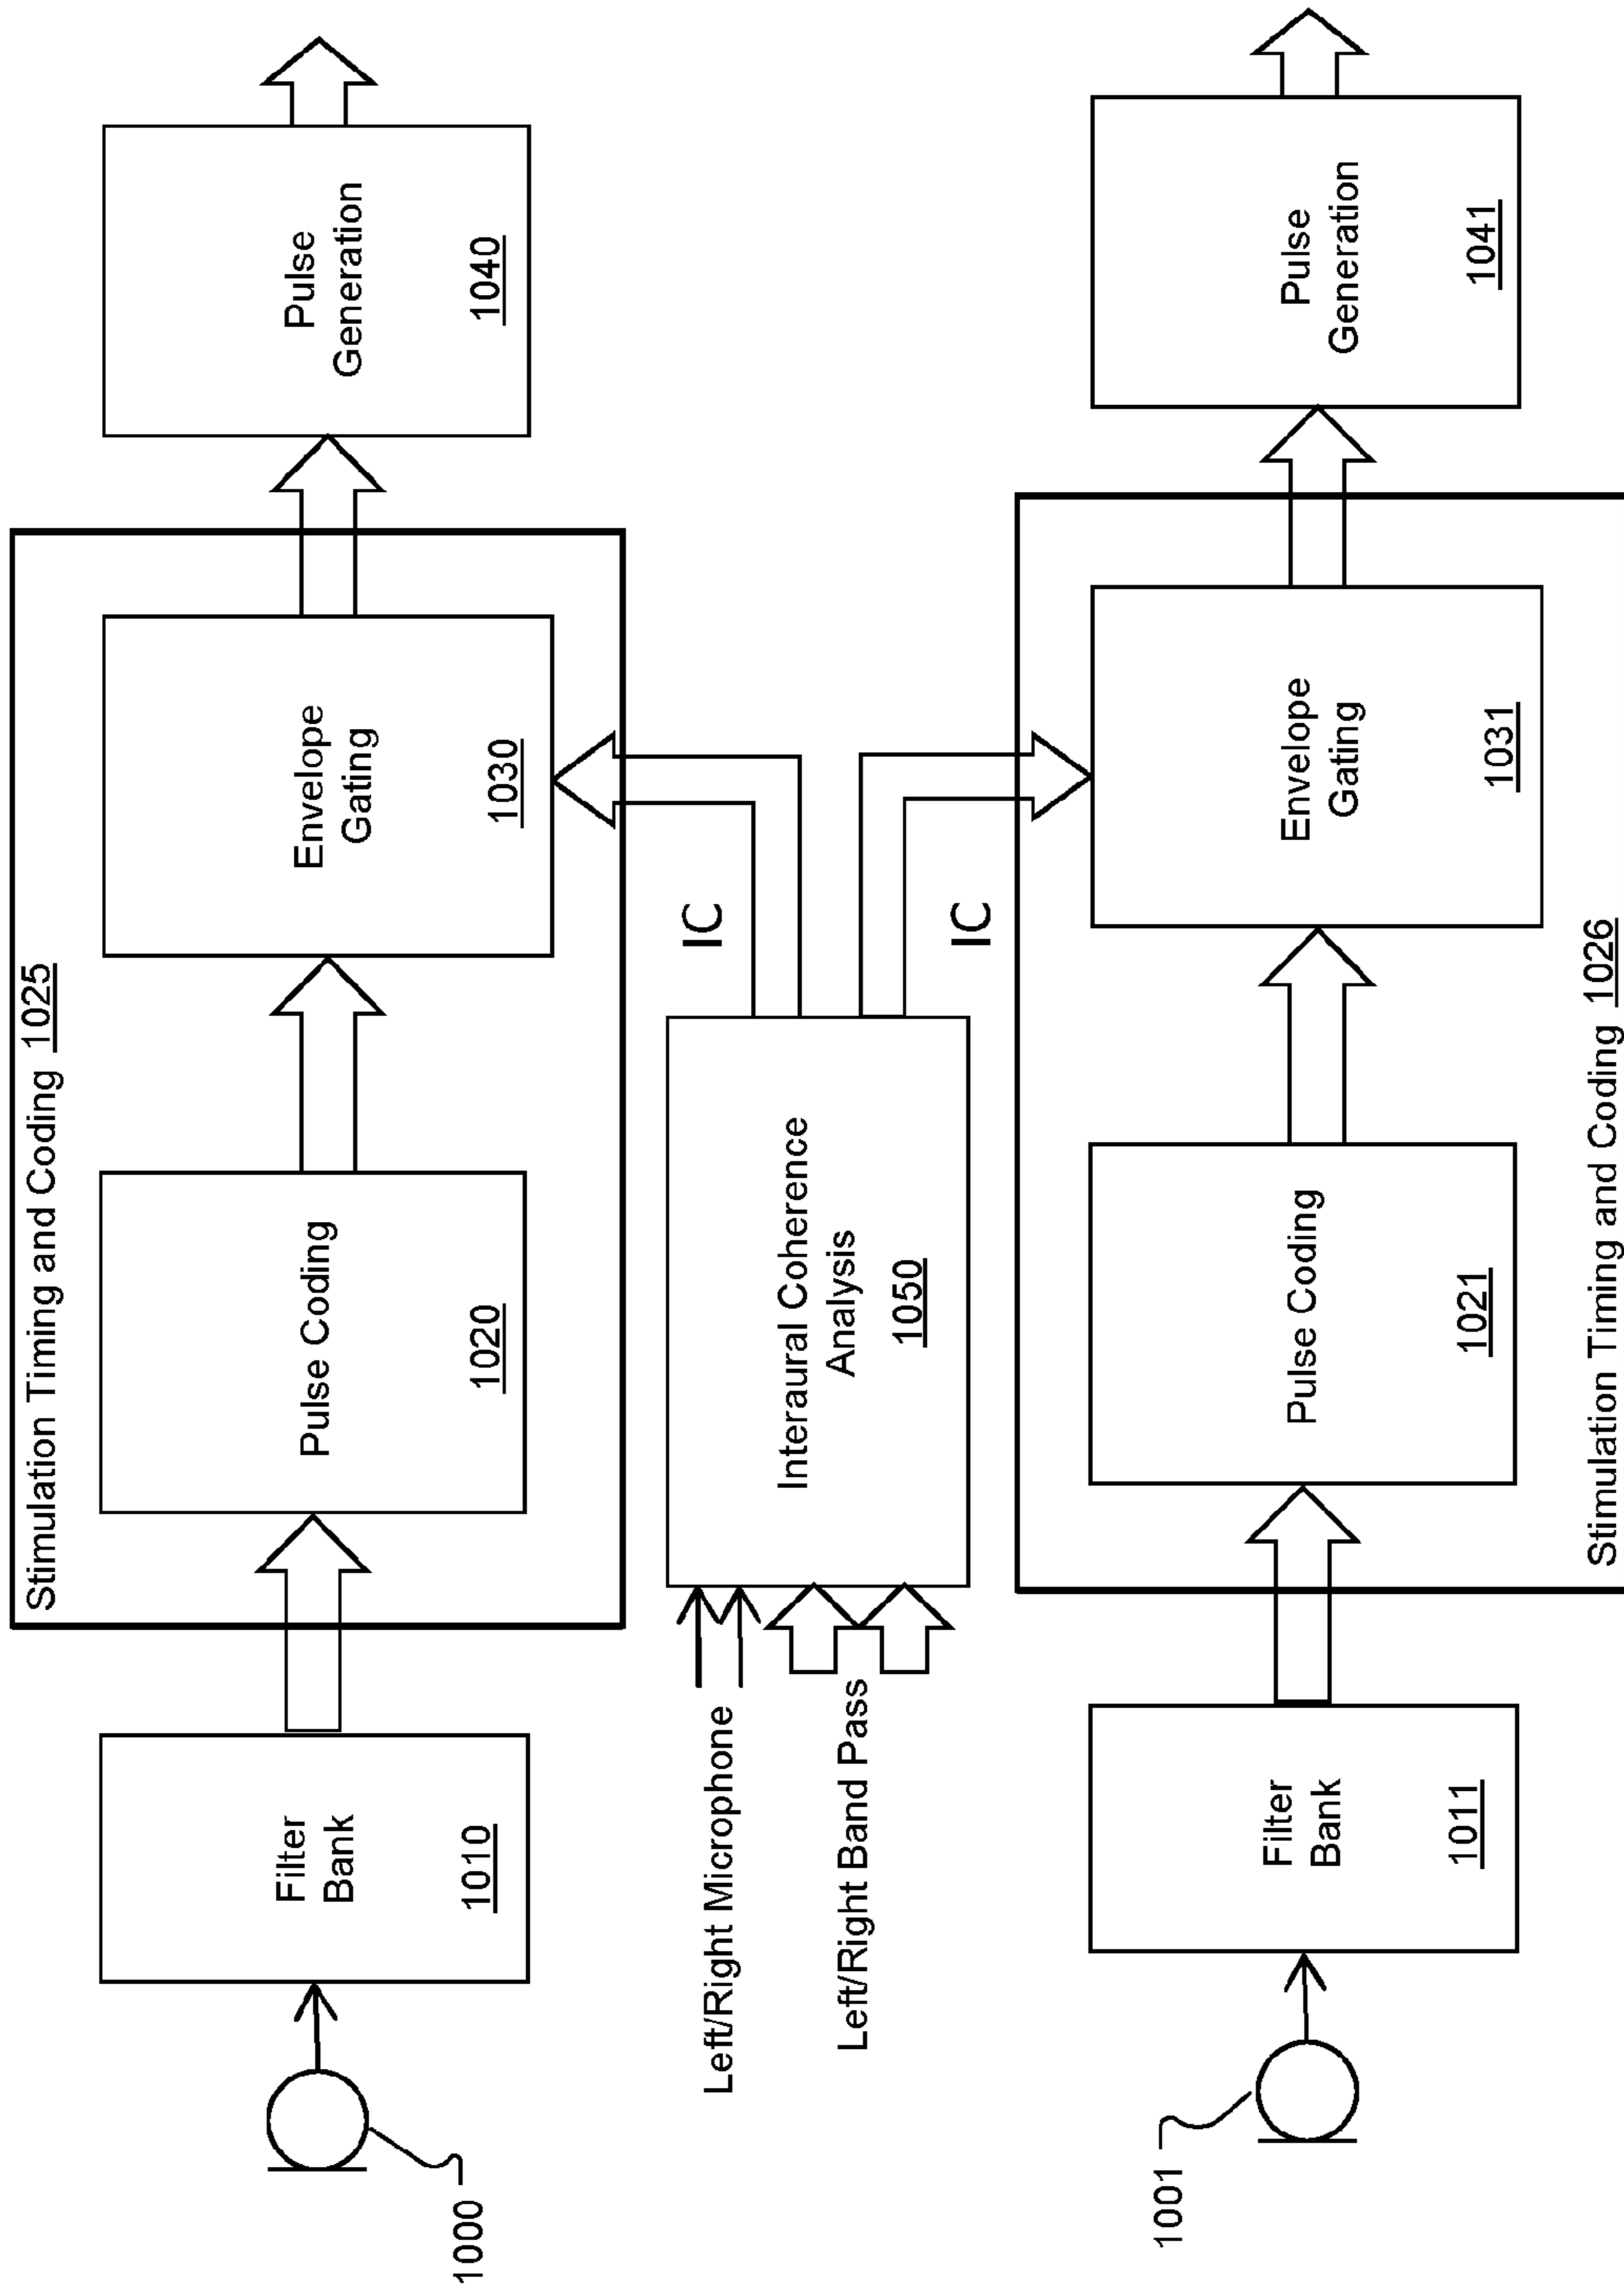 Stimulation Timing and Coding 1025
1000
Filter
Bank
1010
Pulse Coding
1020
Envelope
Gating
1030
Pulse
Generation
1040
Left/Right Microphone
Left/Right Band Pass
Interaural Coherence
Analysis
1050
IC
IC
1001
Filter
Bank
1011
Pulse Coding
1021
Envelope
Gating
1031
Pulse
Generation
1041
Stimulation Timing and Coding 1026